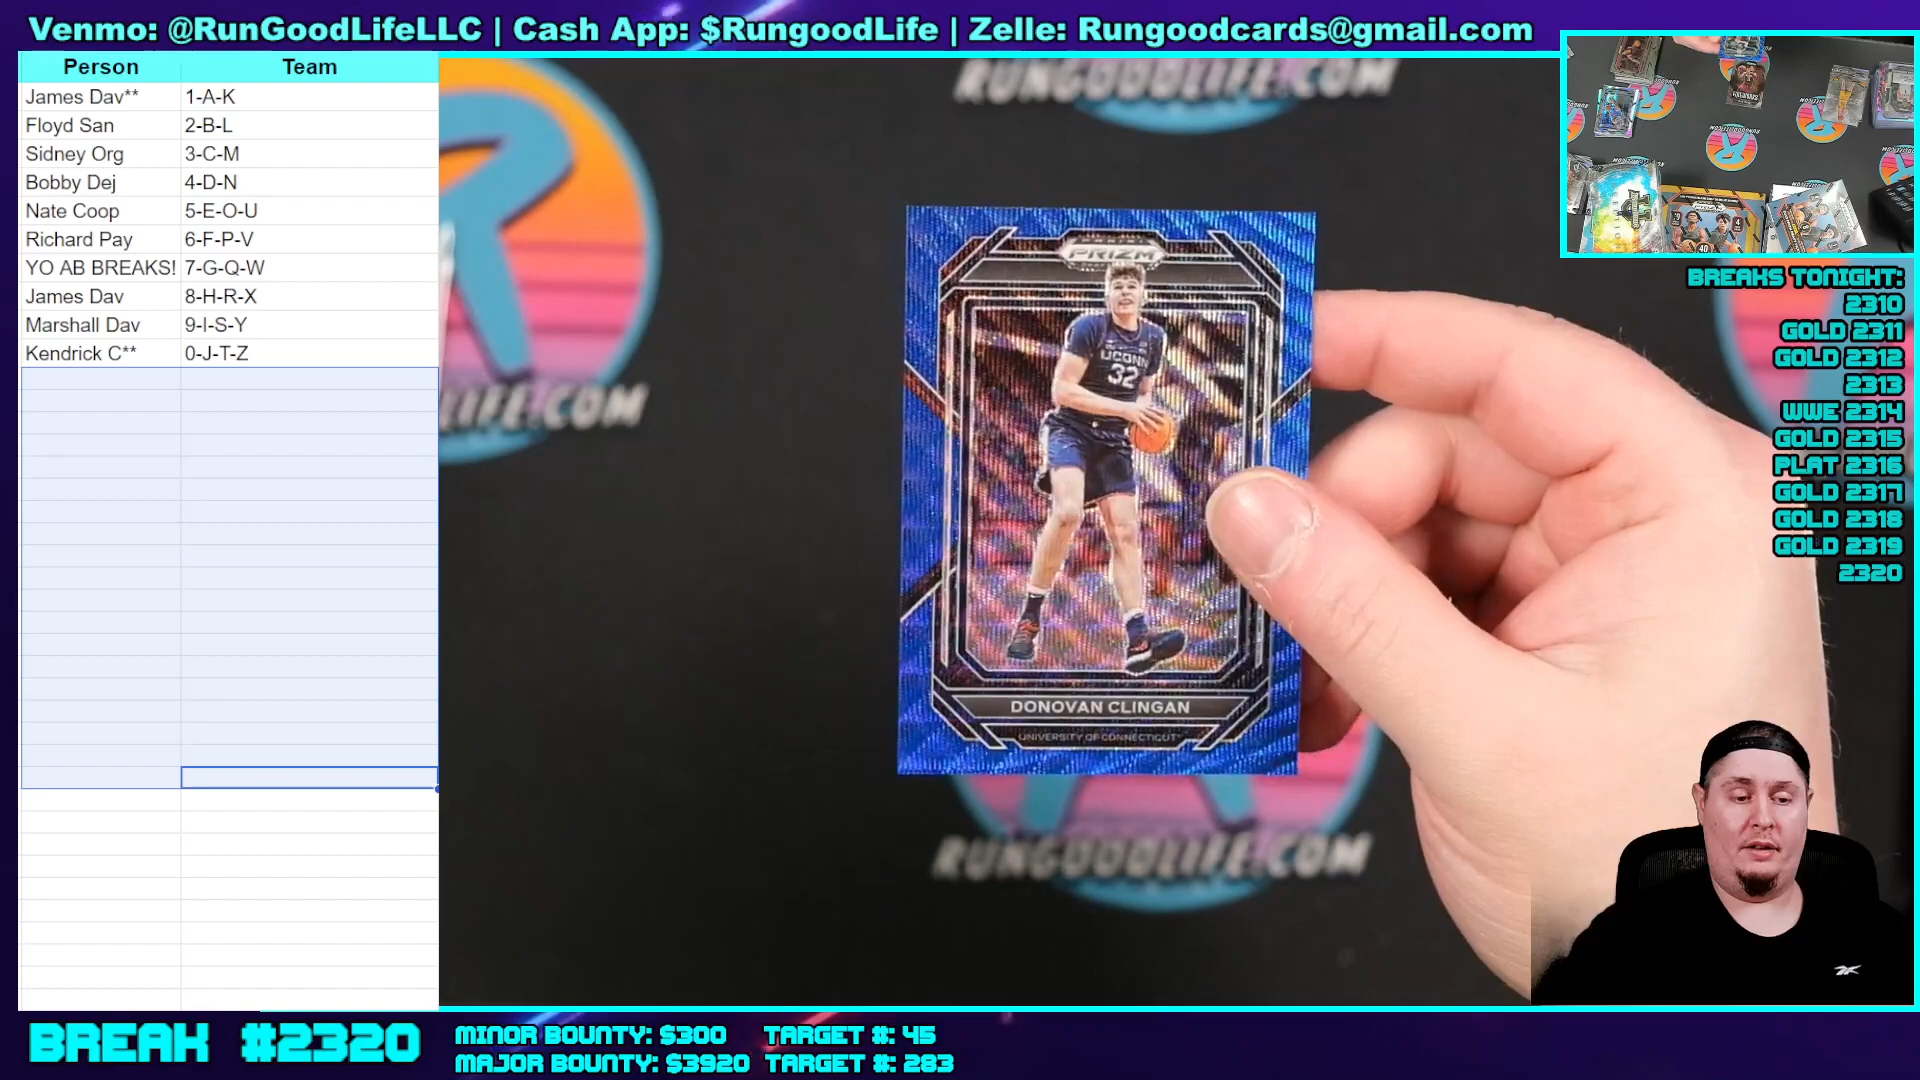 Venmo: @RunGoodLifeLLC | Cash App: $RungoodLife | Zelle: Rungoodcards@gmail.com
Person Team
James Dav** 1-A-K
Floyd San 2-B-L
Sidney Org 3-C-M
Bobby Dej 4-D-N
Nate Coop 5-E-O-U
Richard Pay 6-F-P-V
YO AB BREAKS! 7-G-Q-W
James Dav 8-H-R-X
Marshall Dav 9-I-S-Y
Kendrick C** 0-J-T-Z
RUNGOODLIFE.COM
LIFE.COM
PRIZM
UCONN
32
DONOVAN CLINGAN
UNIVERSITY OF CONNECTICUT
RUNGOODLIFE.COM
BREAKS TONIGHT:
2310
GOLD 2311
GOLD 2312
2313
WWE 2314
GOLD 2315
PLAT 2316
GOLD 2317
GOLD 2318
GOLD 2319
2320
BREAK #2320
MINOR BOUNTY: $300 TARGET #: 45
MAJOR BOUNTY: $3920 TARGET #: 283